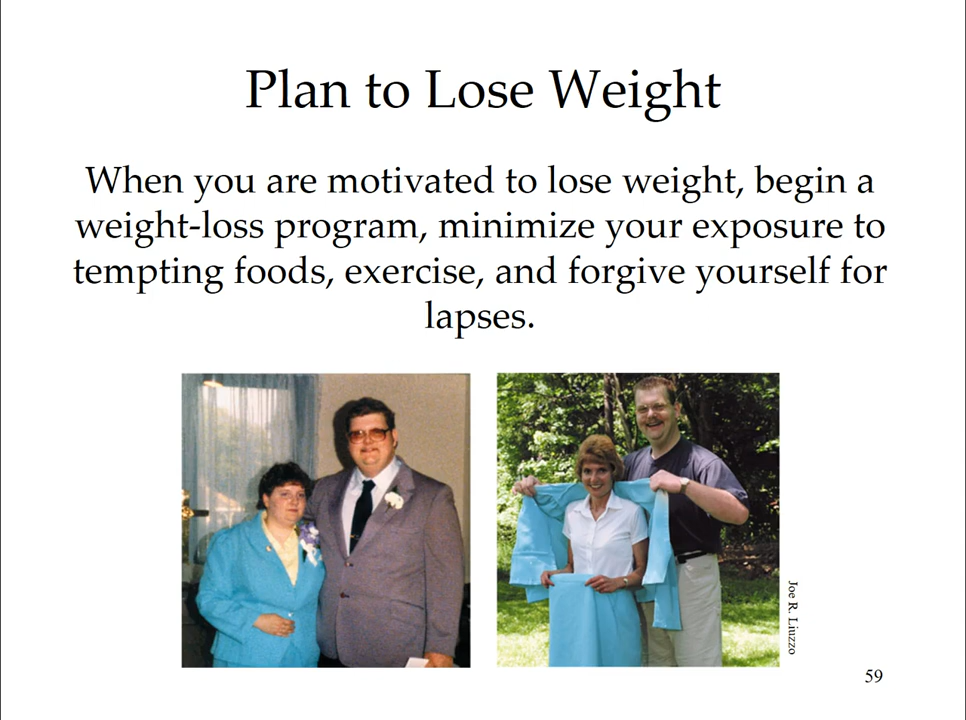 Plan to Lose Weight
When you are motivated to lose weight, begin a
weight-loss program, minimize your exposure to
tempting foods, exercise, and forgive yourself for
lapses.
Joe R. Liuzzo
59